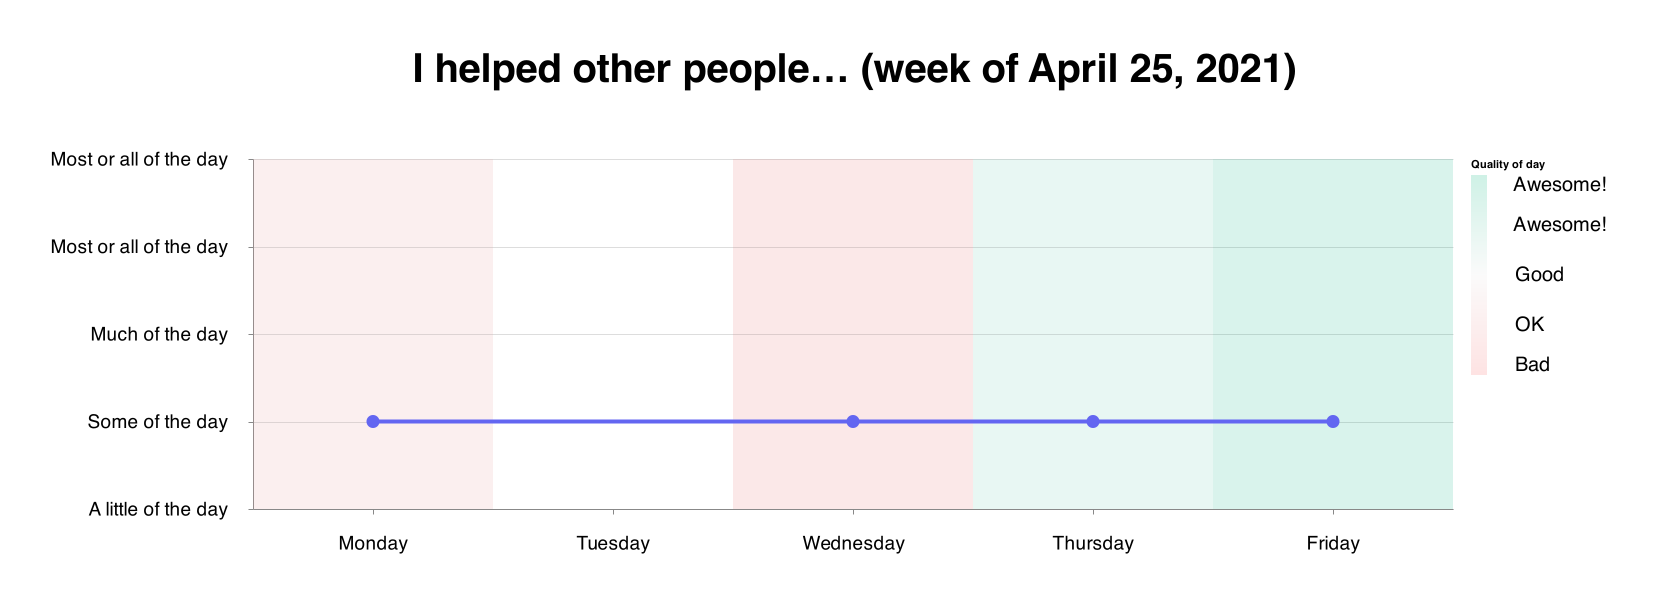 I helped other people… (week of April 25, 2021)
Most or all of the day
Most or all of the day
Much of the day
Some of the day
A little of the day
Monday
Tuesday
Wednesday
Thursday
Friday
Quality of day
Awesome!
Awesome!
Good
OK
Bad